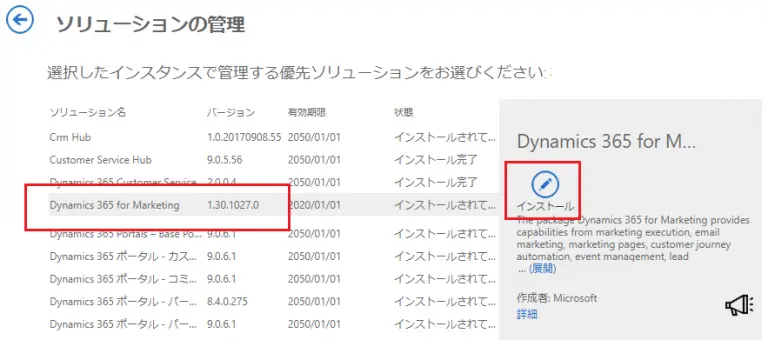 ソリューションの管理
選択したインスタンスで管理する優先ソリューションをお選びください:
ソリューション名 バージョン 有効期限 状態
Crm Hub 1.0.20170908.55 2050/01/01 インストールされて...
Customer Service Hub 9.0.5.56 2050/01/01 インストール完了
Dynamics 365 Customer Service 2.0.0.4 2050/01/01 インストール完了
Dynamics 365 for Marketing 1.30.1027.0 2020/01/01 インストールされて...
Dynamics 365 Portals – Base Po... 9.0.6.1 2050/01/01 インストールされて...
Dynamics 365 ポータル - カス... 9.0.6.1 2050/01/01 インストールされて...
Dynamics 365 ポータル - コミ... 9.0.6.1 2050/01/01 インストールされて...
Dynamics 365 ポータル - パー... 8.4.0.275 2050/01/01 インストールされて...
Dynamics 365 ポータル - パー... 9.0.6.1 2050/01/01 インストールされて...
Dynamics 365 for M...
インストール
The package Dynamics 365 for Marketing provides
capabilities from marketing execution, email
marketing, marketing pages, customer journey
automation, event management, lead
... (展開)
作成者: Microsoft
詳細